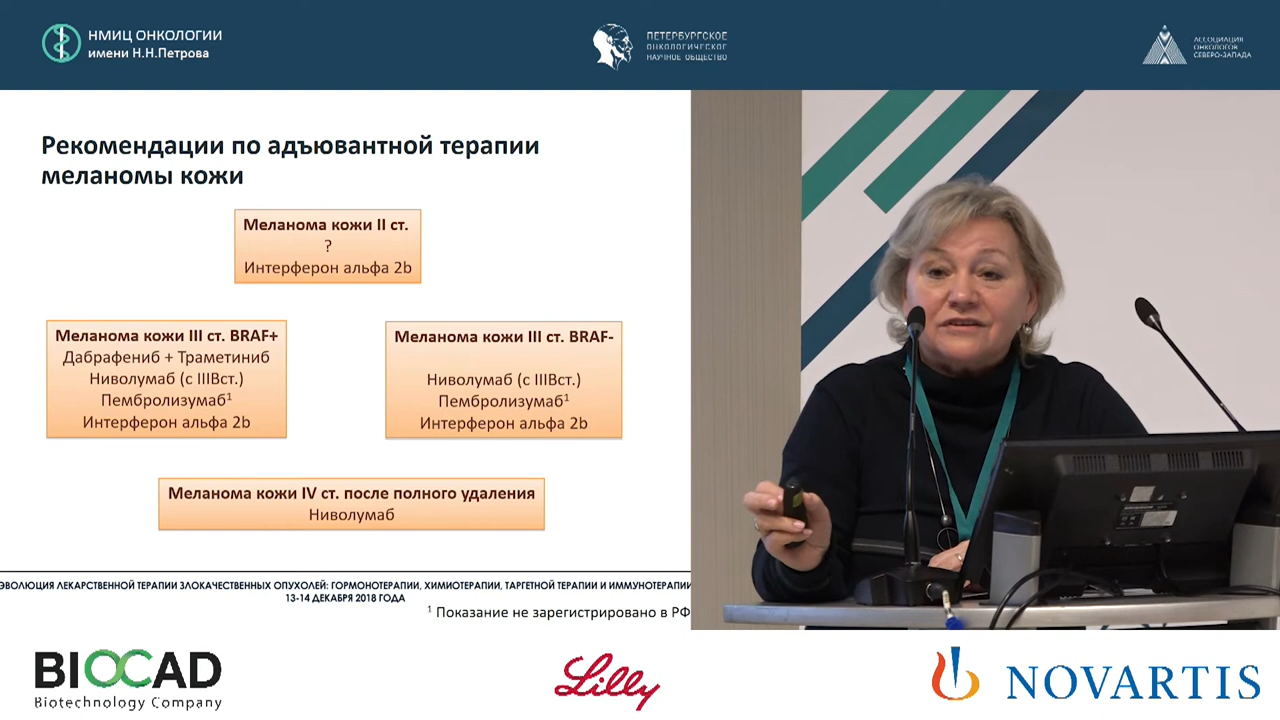 НМИЦ ОНКОЛОГИИ
имени Н.Н.Петрова
ПЕТЕРБУРГСКОЕ
ОНКОЛОГИЧЕСКОЕ
НАУЧНОЕ ОБЩЕСТВО
АССОЦИАЦИЯ
ОНКОЛОГОВ
СЕВЕРО-ЗАПАДА
Рекомендации по адъювантной терапии
меланомы кожи
Меланома кожи II ст.
?
Интерферон альфа 2b
Меланома кожи III ст. BRAF+
Дабрафениб + Траметиниб
Ниволумаб (с IIIBст.)
Пембролизумаб¹
Интерферон альфа 2b
Меланома кожи III ст. BRAF-
Ниволумаб (с IIIBст.)
Пембролизумаб¹
Интерферон альфа 2b
Меланома кожи IV ст. после полного удаления
Ниволумаб
ЭВОЛЮЦИЯ ЛЕКАРСТВЕННОЙ ТЕРАПИИ ЗЛОКАЧЕСТВЕННЫХ ОПУХОЛЕЙ: ГОРМОНОТЕРАПИИ, ХИМИОТЕРАПИИ, ТАРГЕТНОЙ ТЕРАПИИ И ИММУНОТЕРАПИИ
13-14 ДЕКАБРЯ 2018 ГОДА
¹ Показание не зарегистрировано в РФ
BIOCAD
Biotechnology Company
Lilly
NOVARTIS